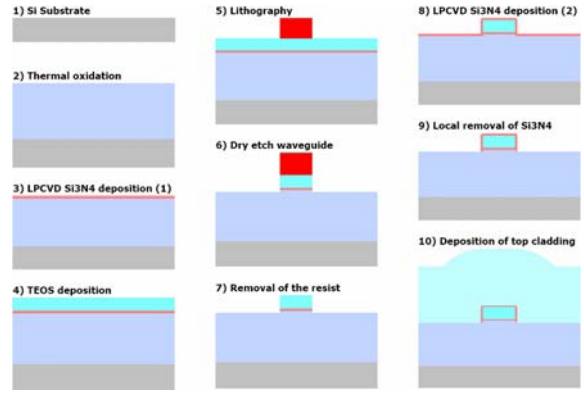 1) Si Substrate
2) Thermal oxidation
3) LPCVD Si3N4 deposition (1)
4) TEOS deposition
5) Lithography
6) Dry etch waveguide
7) Removal of the resist
8) LPCVD Si3N4 deposition (2)
9) Local removal of Si3N4
10) Deposition of top cladding